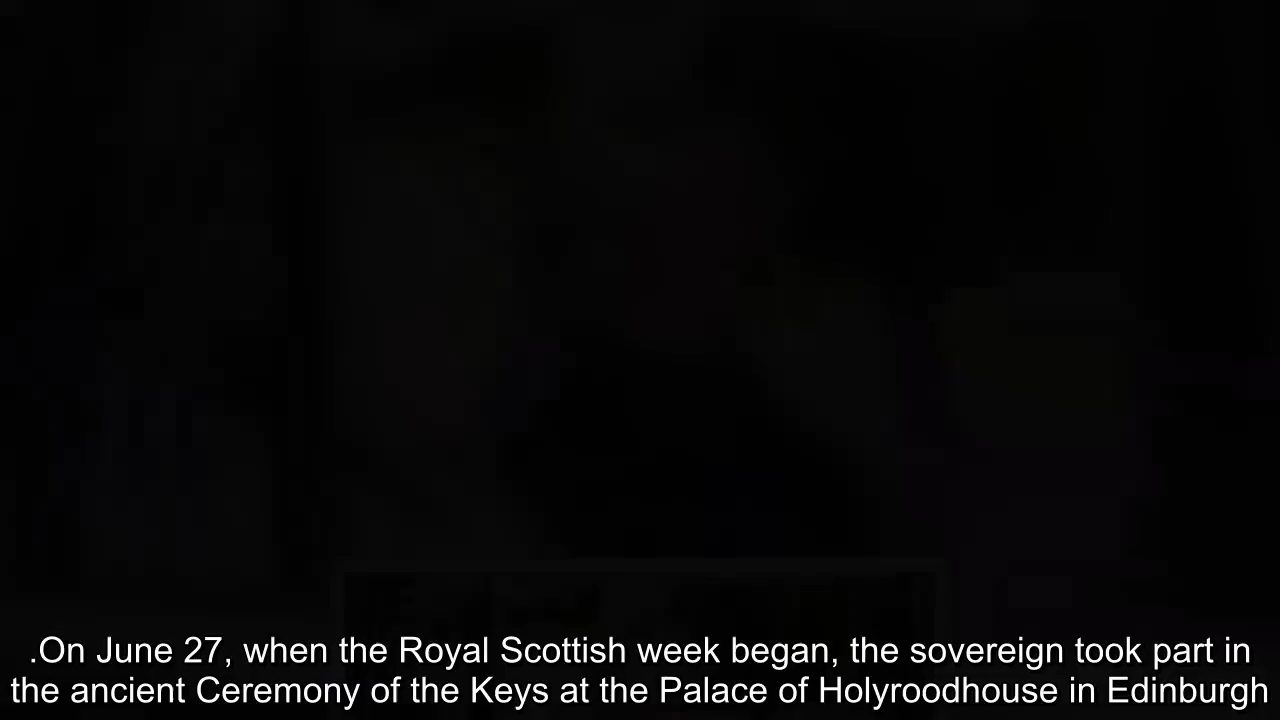 .On June 27, when the Royal Scottish week began, the sovereign took part in
the ancient Ceremony of the Keys at the Palace of Holyroodhouse in Edinburgh